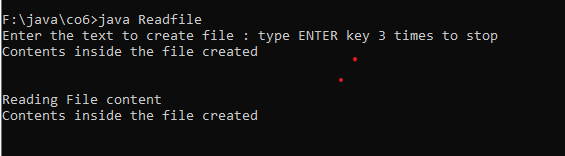 F:\java\co6>java Readfile
Enter the text to create file : type ENTER key 3 times to stop
Contents inside the file created
Reading File content
Contents inside the file created